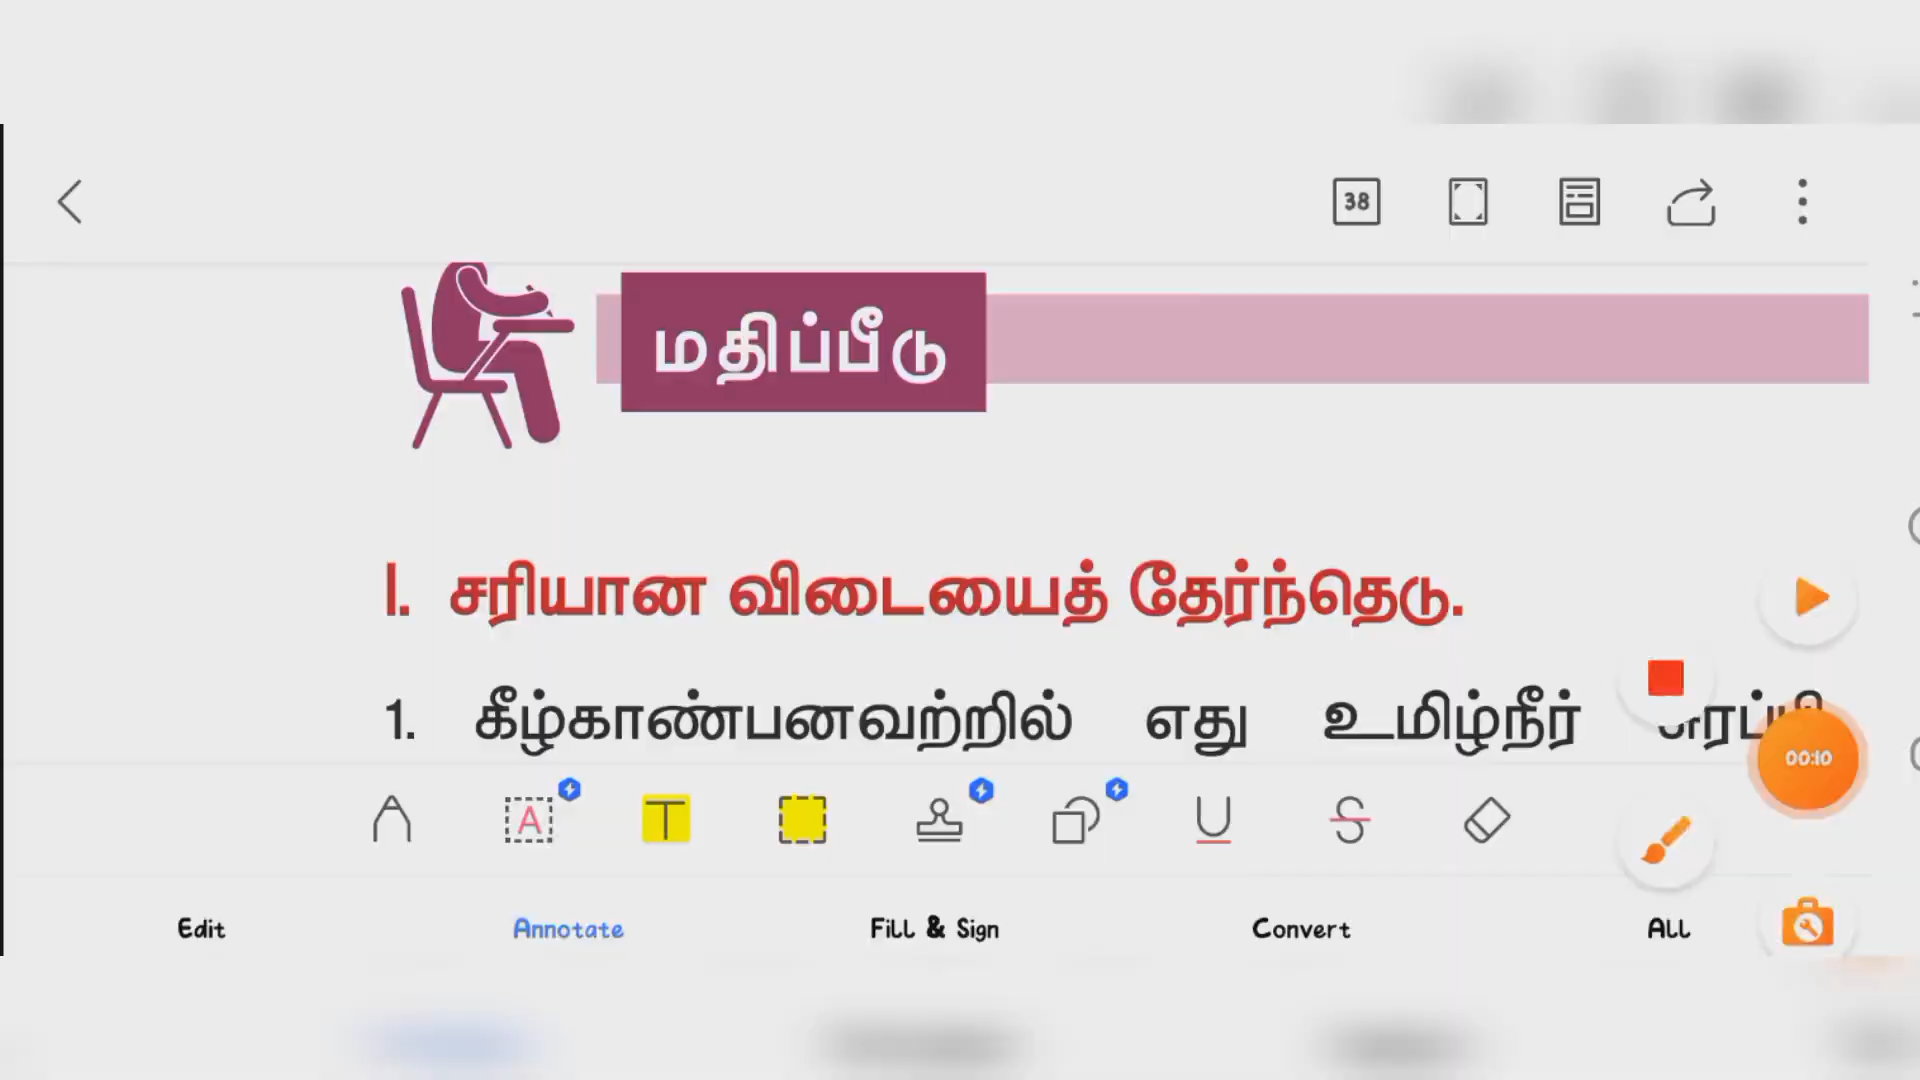 38
மதிப்பீடு
I. சரியான விடையைத் தேர்ந்தெடு.
1. கீழ்காண்பனவற்றில் எது உமிழ்நீர்
00:10
A T U S
Edit Annotate Fill & Sign Convert All